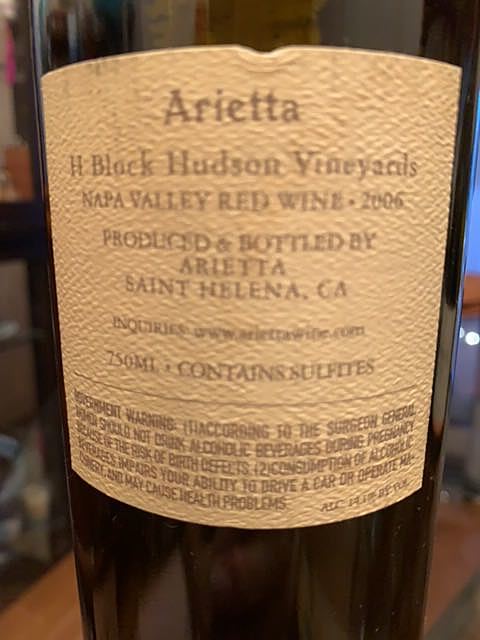 Arietta
H Block Hudson Vineyards
NAPA VALLEY RED WINE • 2006
PRODUCED & BOTTLED BY
ARIETTA
SAINT HELENA, CA
INQUIRIES: www.ariettawine.com
750ML • CONTAINS SULFITES
WARNING: (1)ACCORDING TO THE SURGEON GENERAL
WOMEN SHOULD NOT DRINK ALCOHOLIC BEVERAGES DURING PREGNANCY
BECAUSE OF THE RISK OF BIRTH DEFECTS (2)CONSUMPTION OF ALCOHOLIC
BEVERAGES IMPAIRS YOUR ABILITY TO DRIVE A CAR OR OPERATE MA-
CHINERY, AND MAY CAUSE HEALTH PROBLEMS.
ALC. BY VOL.